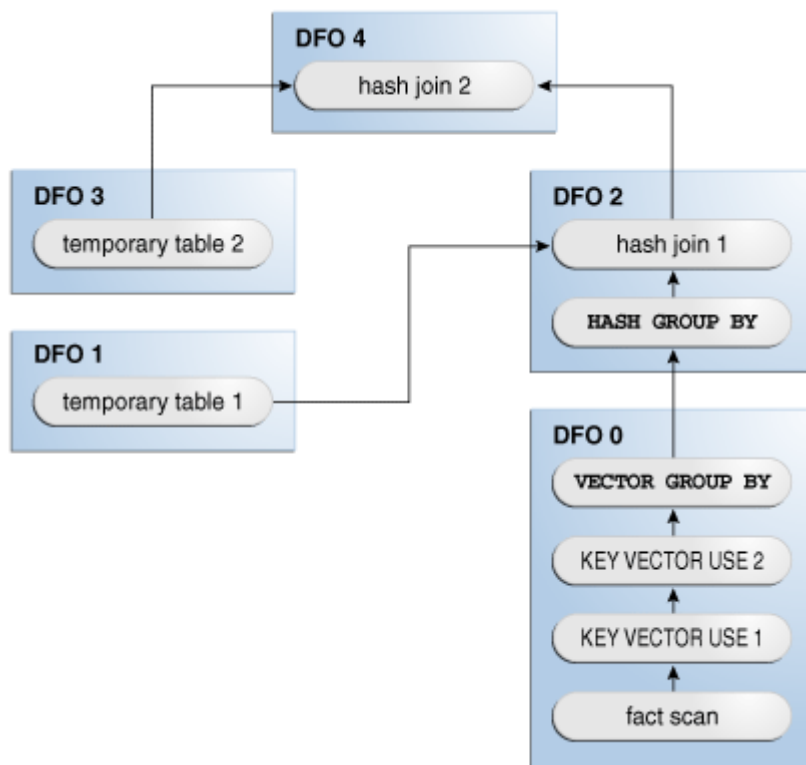 DFO 4
hash join 2
DFO 3
temporary table 2
DFO 2
hash join 1
HASH GROUP BY
DFO 1
temporary table 1
DFO 0
VECTOR GROUP BY
KEY VECTOR USE 2
KEY VECTOR USE 1
fact scan